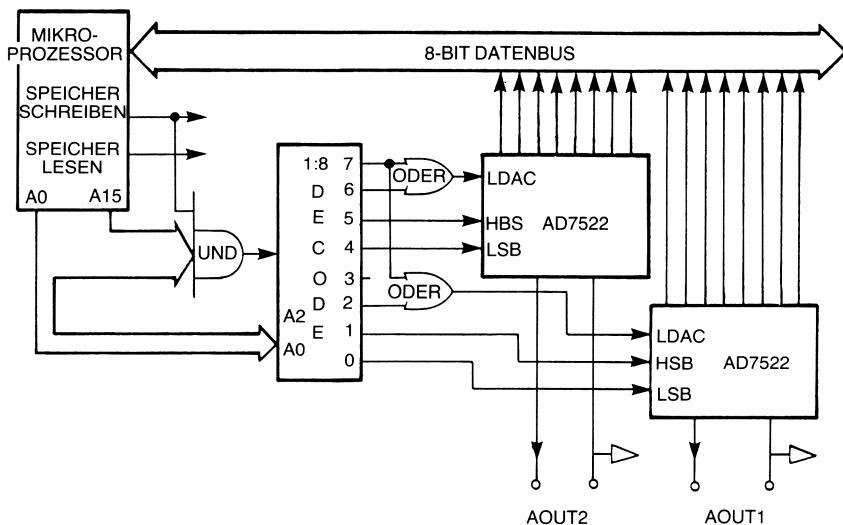 MIKRO-
PROZESSOR
SPEICHER
SCHREIBEN
SPEICHER
LESEN
A0 A15
8-BIT DATENBUS
UND
1:8 7
D 6
E 5
C 4
O 3
D 2
E 1
0
A2
A0
ODER
ODER
LDAC
HBS
LSB
AD7522
LDAC
HSB
LSB
AD7522
AOUT2
AOUT1